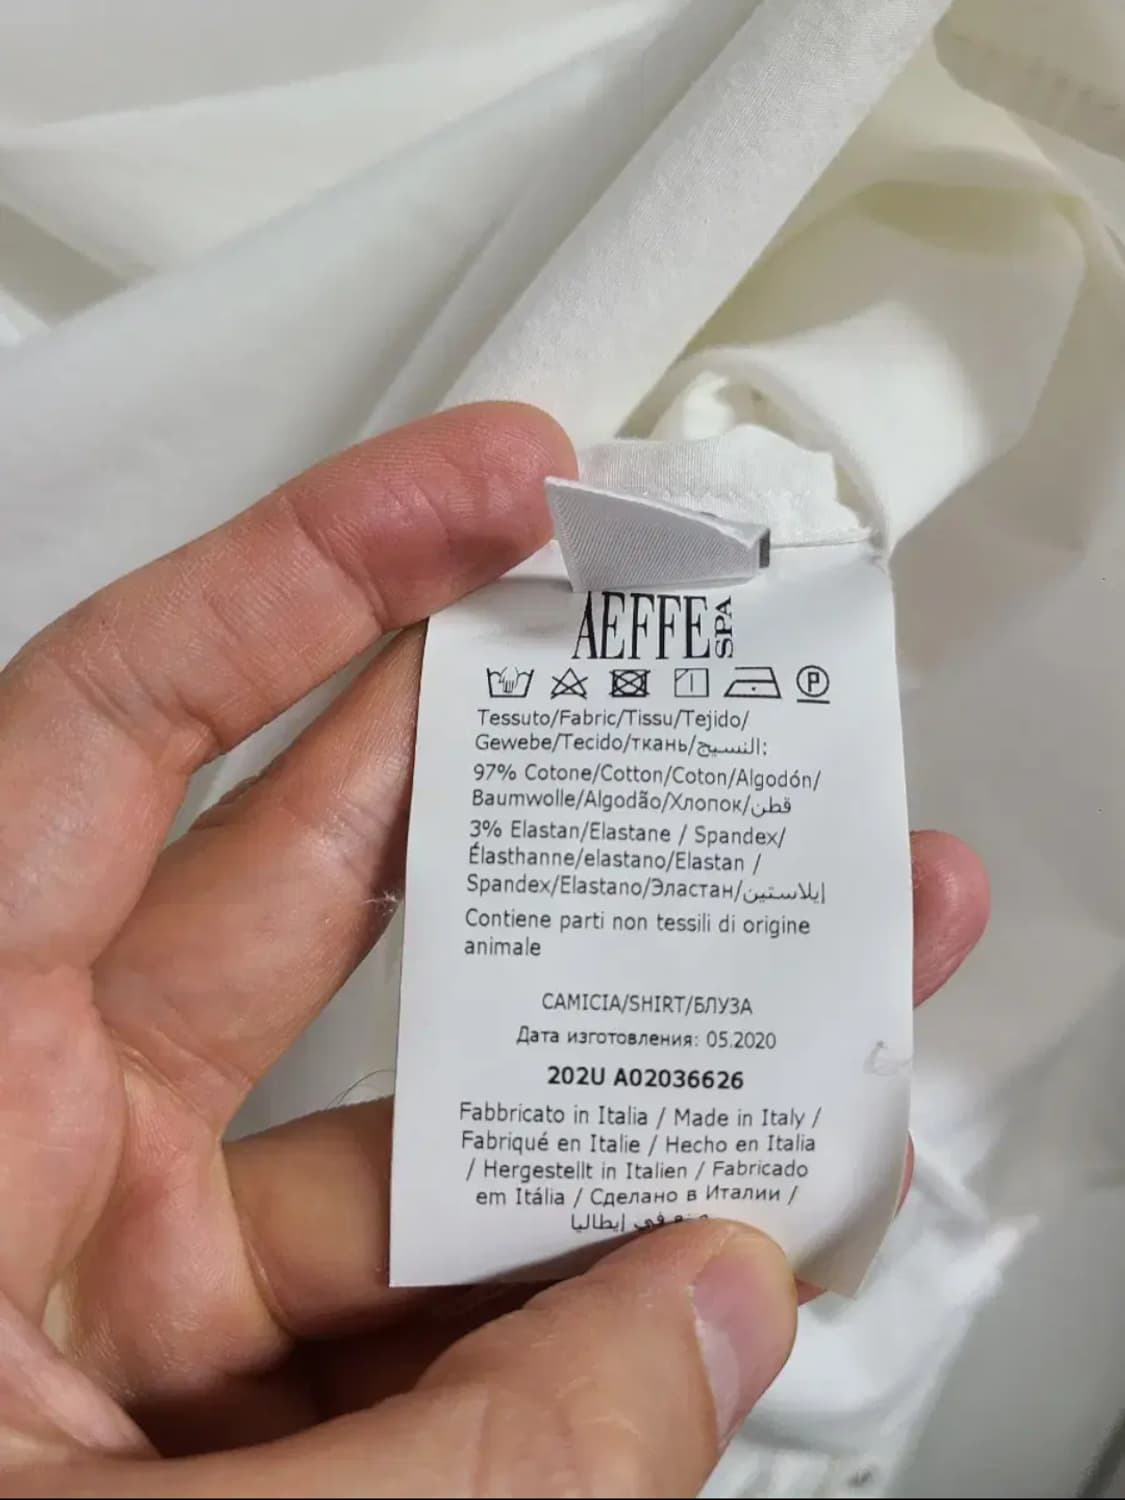 AEFFE SPA
P
Tessuto/Fabric/Tissu/Tejido/
Gewebe/Tecido/ткань/النسيج:
97% Cotone/Cotton/Coton/Algodón/
Baumwolle/Algodão/Хлопок/قطن
3% Elastan/Elastane / Spandex/
Élasthanne/elastano/Elastan /
Spandex/Elastano/Эластан/إيلاستين
Contiene parti non tessili di origine
animale
CAMICIA/SHIRT/БЛУЗА
Дата изготовления: 05.2020
202U A02036626
Fabbricato in Italia / Made in Italy /
Fabriqué en Italie / Hecho en Italia
/ Hergestellt in Italien / Fabricado
em Itália / Сделано в Италии /
في إيطاليا